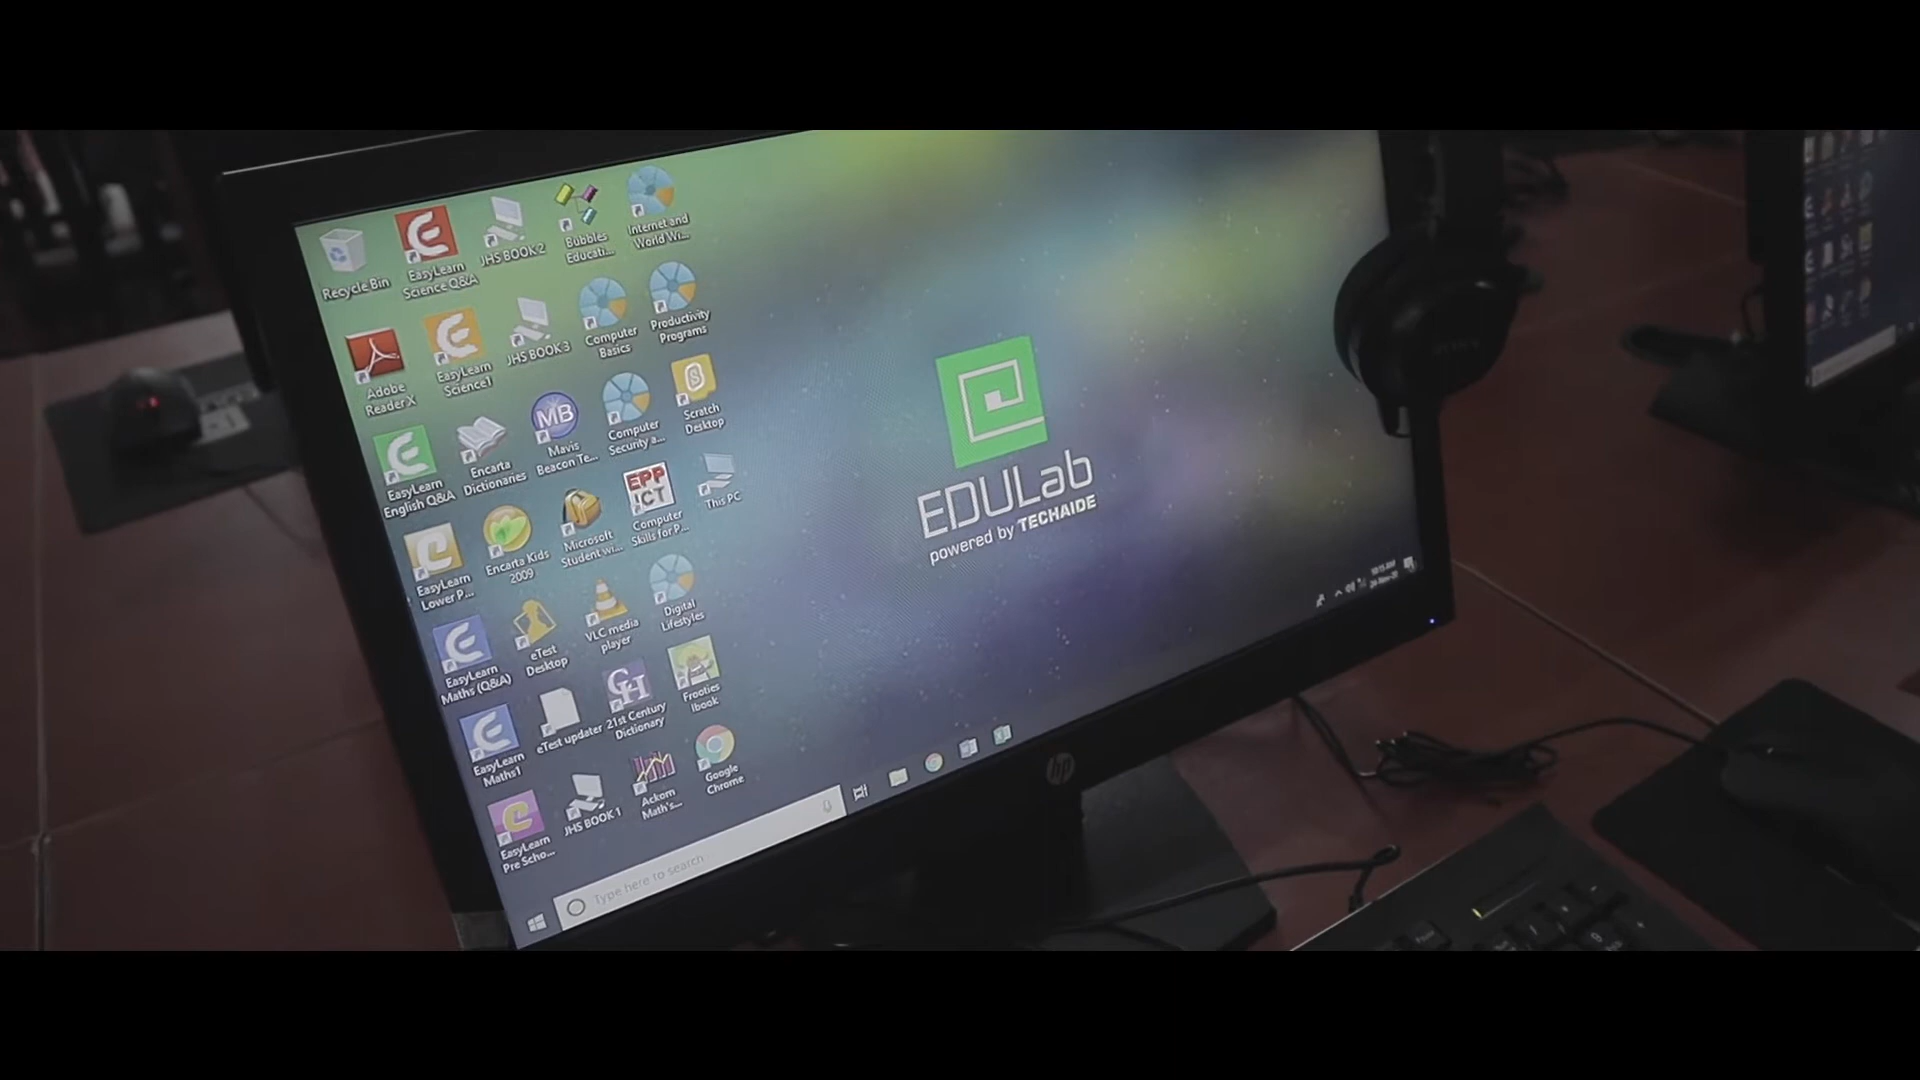 Recycle Bin
Adobe
Reader X
EasyLearn
English Q&A
EasyLearn
Lower P...
EasyLearn
Maths (Q&A)
EasyLearn
Maths1
EasyLearn
Pre Scho...
EasyLearn
Science Q&A
EasyLearn
Science1
Encarta
Dictionaries
Encarta Kids
2009
eTest
Desktop
eTest updater
JHS BOOK 1
JHS BOOK 2
JHS BOOK 3
MB
Mavis
Beacon Te...
Microsoft
Student wi...
VLC media
player
CH
21st Century
Dictionary
Ackom
Math's...
Bubbles
Educati...
Computer
Basics
Computer
Security a...
EPP
ICT
Computer
Skills for P...
Digital
Lifestyles
Frooties
Ibook
Google
Chrome
Internet and
World Wi...
Productivity
Programs
Scratch
Desktop
This PC
EDULab
powered by TECHAIDE
Type here to search
10:15 AM
hp